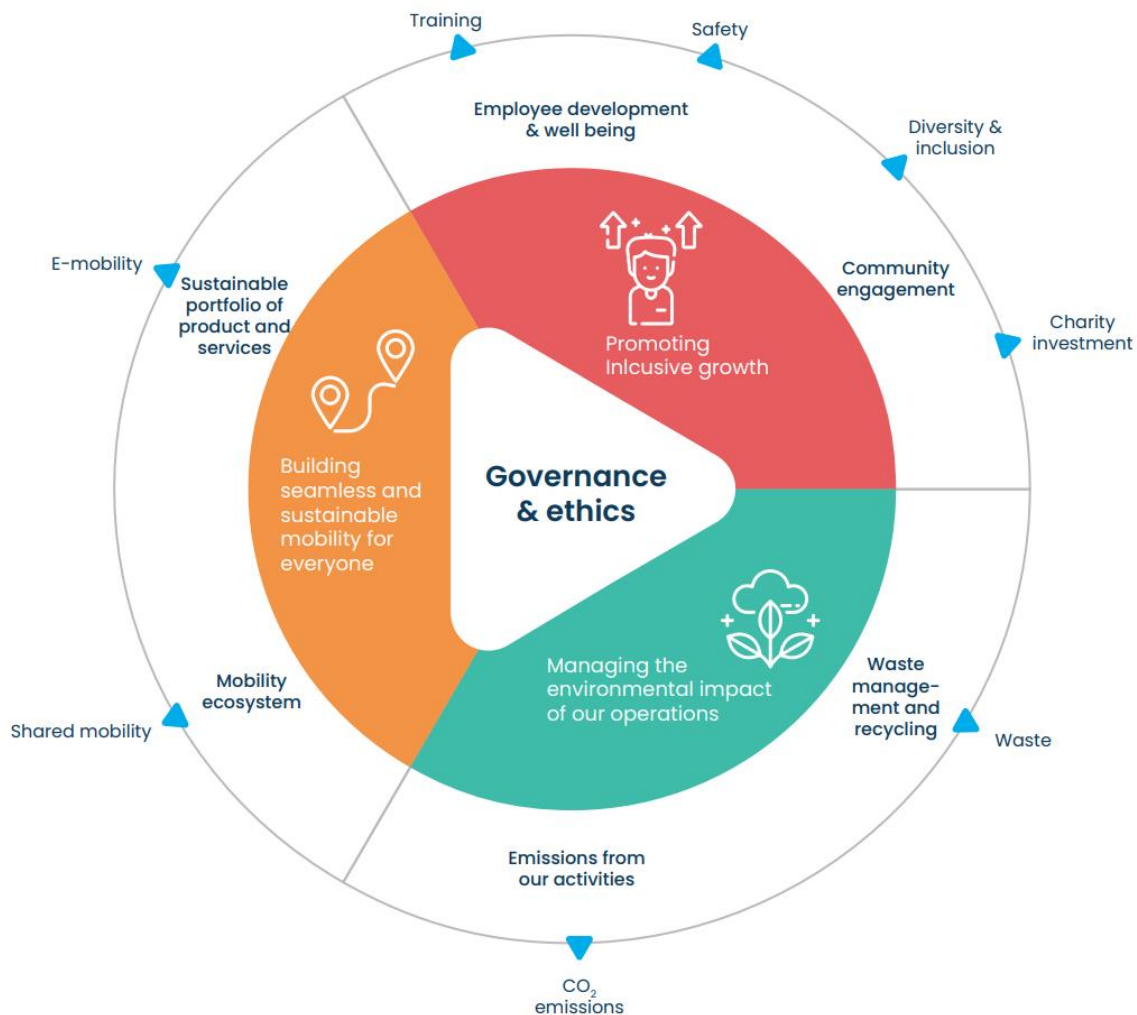 Training
Safety
Employee development
& well being
Diversity &
inclusion
E-mobility
Sustainable
portfolio of
product and
services
Community
engagement
Charity
investment
Promoting
Inlcusive growth
Building
seamless and
sustainable
mobility for
everyone
Governance
& ethics
Managing the
environmental impact
of our operations
Mobility
ecosystem
Shared mobility
Waste
manage-
ment and
recycling
Waste
Emissions from
our activities
CO₂
emissions